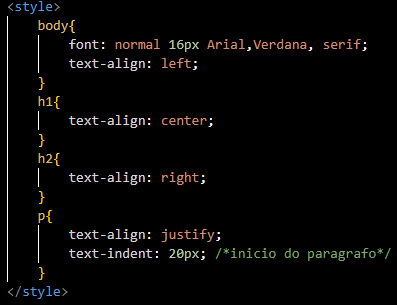 <style>
body{
font: normal 16px Arial,Verdana, serif;
text-align: left;
}
h1{
text-align: center;
}
h2{
text-align: right;
}
p{
text-align: justify;
text-indent: 20px; /*inicio do paragrafo*/
}
</style>